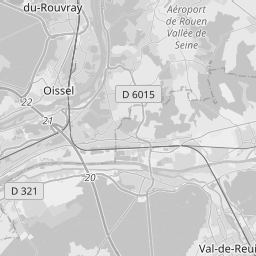 du-Rouvray
Aéroport
de Rouen
Vallée de
Seine
Oissel
D 6015
22
21
20
D 321
Val-de-Reui